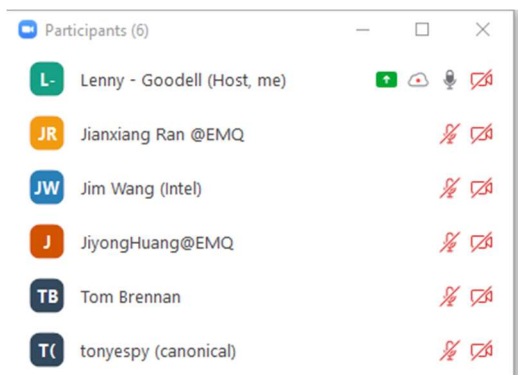 Participants (6)
L- Lenny - Goodell (Host, me)
JR Jianxiang Ran @EMQ
JW Jim Wang (Intel)
J JiyongHuang@EMQ
TB Tom Brennan
T( tonyespy (canonical)